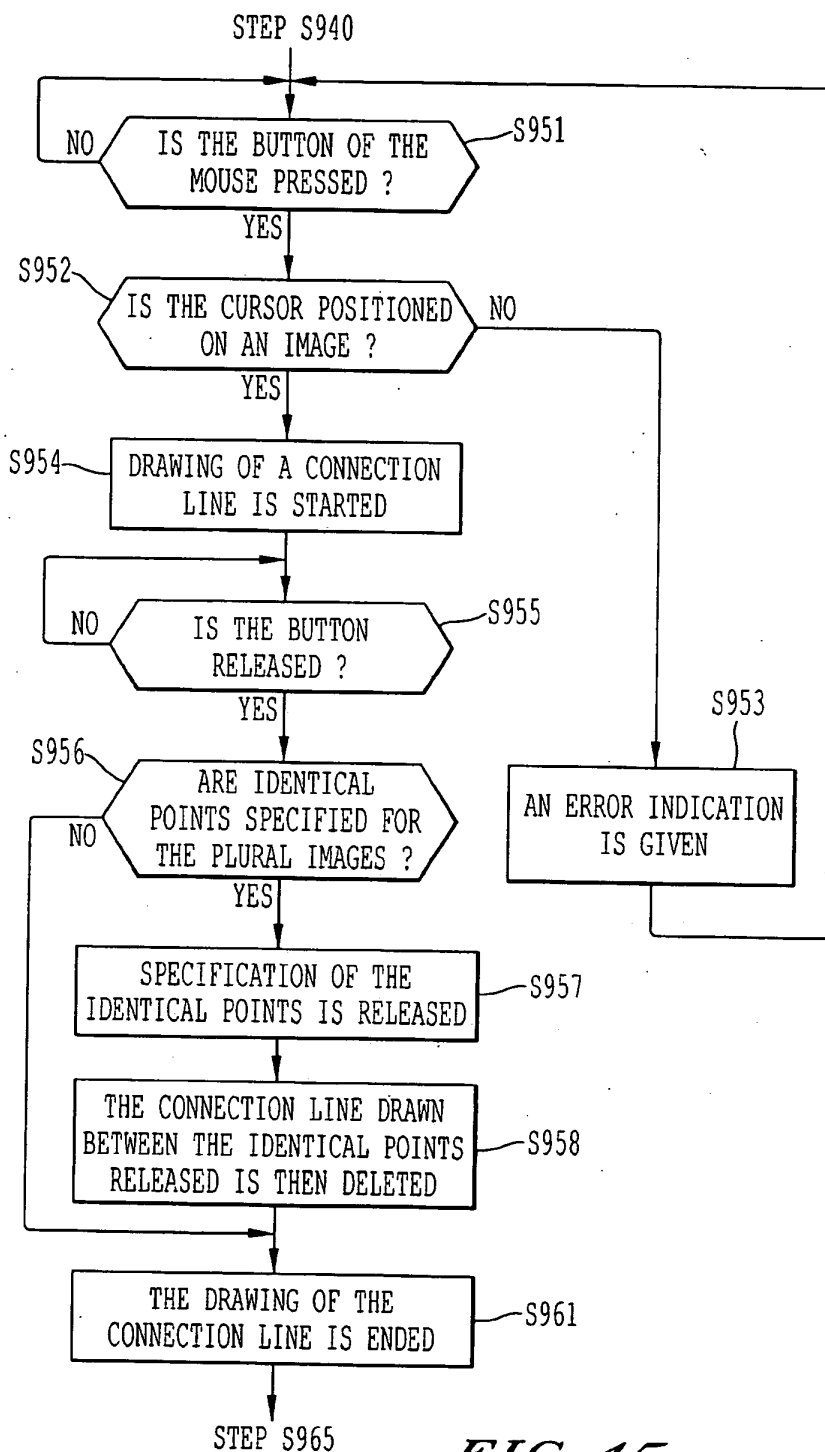 STEP S940
NO
IS THE BUTTON OF THE
MOUSE PRESSED ?
S951
YES
S952
IS THE CURSOR POSITIONED
ON AN IMAGE ?
NO
YES
S954
DRAWING OF A CONNECTION
LINE IS STARTED
NO
IS THE BUTTON
RELEASED ?
S955
YES
S953
AN ERROR INDICATION
IS GIVEN
S956
ARE IDENTICAL
POINTS SPECIFIED FOR
THE PLURAL IMAGES ?
NO
YES
SPECIFICATION OF THE
IDENTICAL POINTS IS RELEASED
S957
THE CONNECTION LINE DRAWN
BETWEEN THE IDENTICAL POINTS
RELEASED IS THEN DELETED
S958
THE DRAWING OF THE
CONNECTION LINE IS ENDED
S961
STEP S965